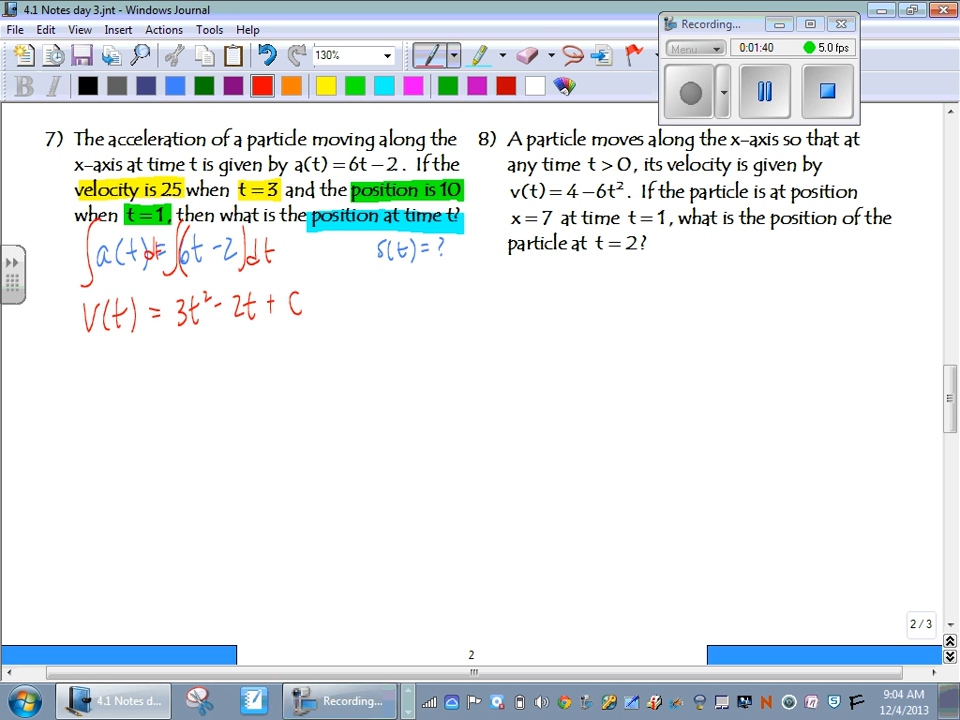 4.1 Notes day 3.jnt - Windows Journal
File Edit View Insert Actions Tools Help
130%
B I
Recording...
Menu 0:01:40 5.0 fps
7) The acceleration of a particle moving along the
x-axis at time t is given by a(t) = 6t − 2. If the
velocity is 25 when t = 3 and the position is 10
when t = 1, then what is the position at time t?
∫a(t)dt = ∫(6t − 2)dt
s(t) = ?
v(t) = 3t² − 2t + C
8) A particle moves along the x-axis so that at
any time t > 0, its velocity is given by
v(t) = 4 − 6t². If the particle is at position
x = 7 at time t = 1, what is the position of the
particle at t = 2?
2 / 3
2
4.1 Notes d...
Recording...
9:04 AM
12/4/2013